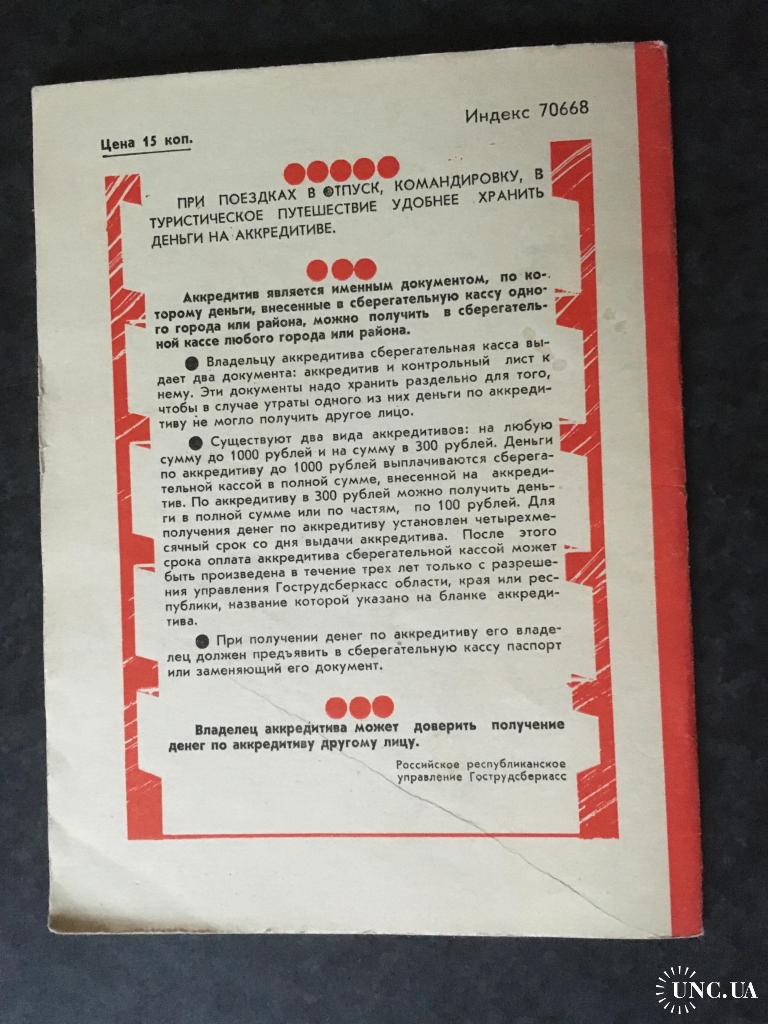 Индекс 70668
Цена 15 коп.
ПРИ ПОЕЗДКАХ В ОТПУСК, КОМАНДИРОВКУ, В
ТУРИСТИЧЕСКОЕ ПУТЕШЕСТВИЕ УДОБНЕЕ ХРАНИТЬ
ДЕНЬГИ НА АККРЕДИТИВЕ.
Аккредитив является именным документом, по ко-
торому деньги, внесенные в сберегательную кассу одно-
го города или района, можно получить в сберегатель-
ной кассе любого города или района.
● Владельцу аккредитива сберегательная касса вы-
дает два документа: аккредитив и контрольный лист к
нему. Эти документы надо хранить раздельно для того,
чтобы в случае утраты одного из них деньги по аккреди-
тиву не могло получить другое лицо.
● Существуют два вида аккредитивов: на любую
сумму до 1000 рублей и на сумму в 300 рублей. Деньги
по аккредитиву до 1000 рублей выплачиваются сберега-
тельной кассой в полной сумме, внесенной на аккреди-
тив. По аккредитиву в 300 рублей можно получить день-
ги в полной сумме или по частям, по 100 рублей. Для
получения денег по аккредитиву установлен четырехме-
сячный срок со дня выдачи аккредитива. После этого
срока оплата аккредитива сберегательной кассой может
быть произведена в течение трех лет только с разреше-
ния управления Гострудсберкасс области, края или рес-
публики, название которой указано на бланке аккреди-
тива.
● При получении денег по аккредитиву его владе-
лец должен предъявить в сберегательную кассу паспорт
или заменяющий его документ.
Владелец аккредитива может доверить получение
денег по аккредитиву другому лицу.
Российское республиканское
управление Гострудсберкасс
UNC.UA